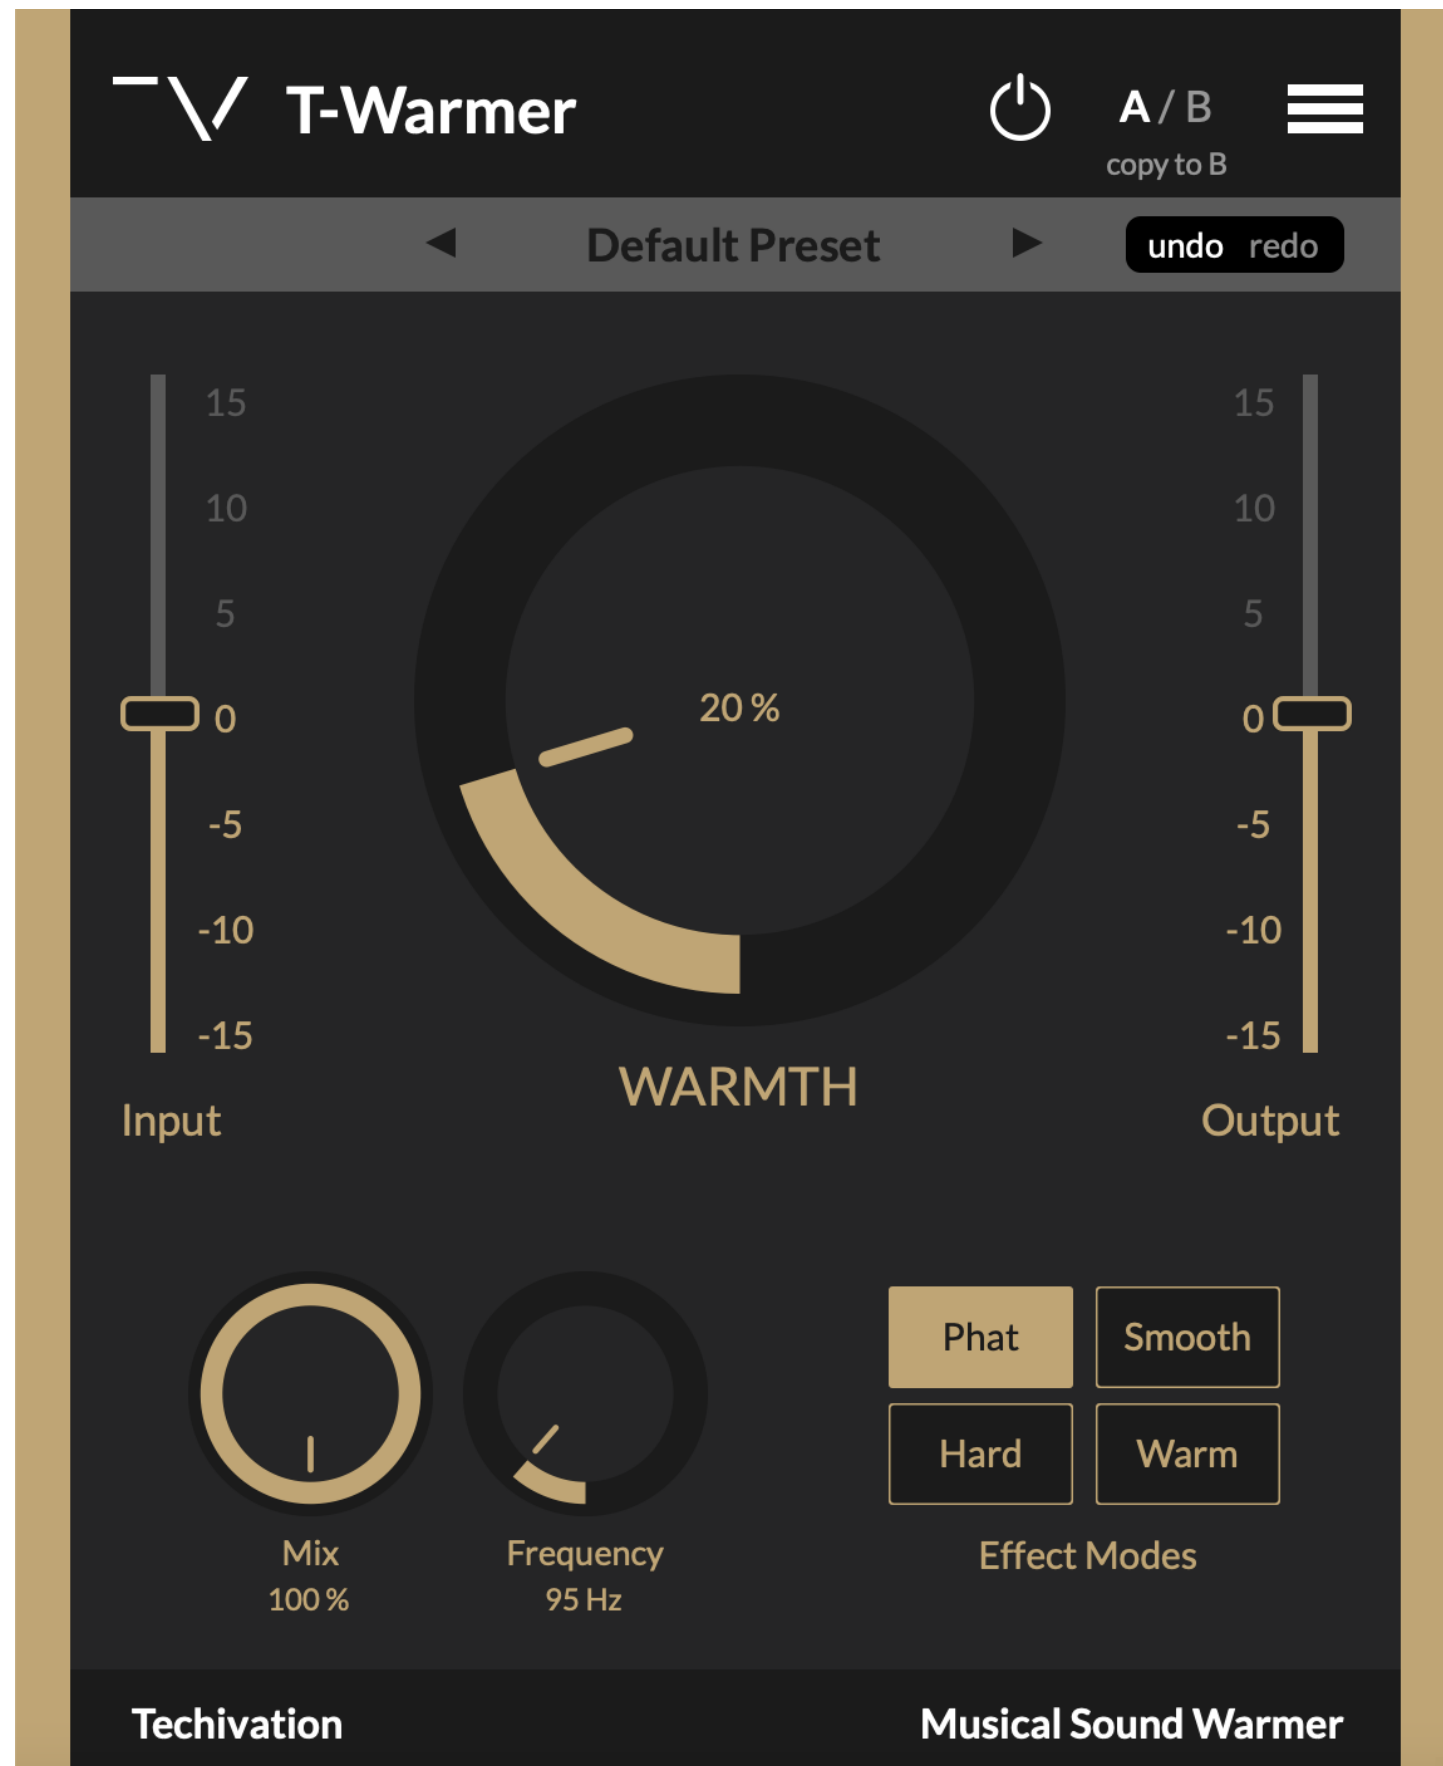 T-Warmer
A / B
copy to B
Default Preset
undo redo
15
10
5
0
-5
-10
-15
Input
20 %
WARMTH
15
10
5
0
-5
-10
-15
Output
Mix
100 %
Frequency
95 Hz
Phat Smooth
Hard Warm
Effect Modes
Techivation
Musical Sound Warmer